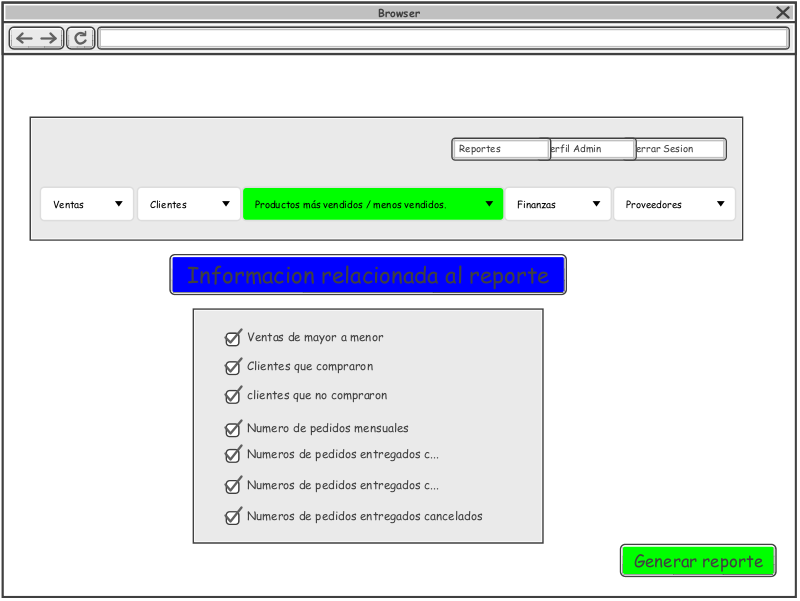 Browser
Reportes erfil Admin errar Sesion
Ventas Clientes Productos más vendidos / menos vendidos. Finanzas Proveedores
Informacion relacionada al reporte
Ventas de mayor a menor
Clientes que compraron
clientes que no compraron
Numero de pedidos mensuales
Numeros de pedidos entregados c...
Numeros de pedidos entregados c...
Numeros de pedidos entregados cancelados
Generar reporte